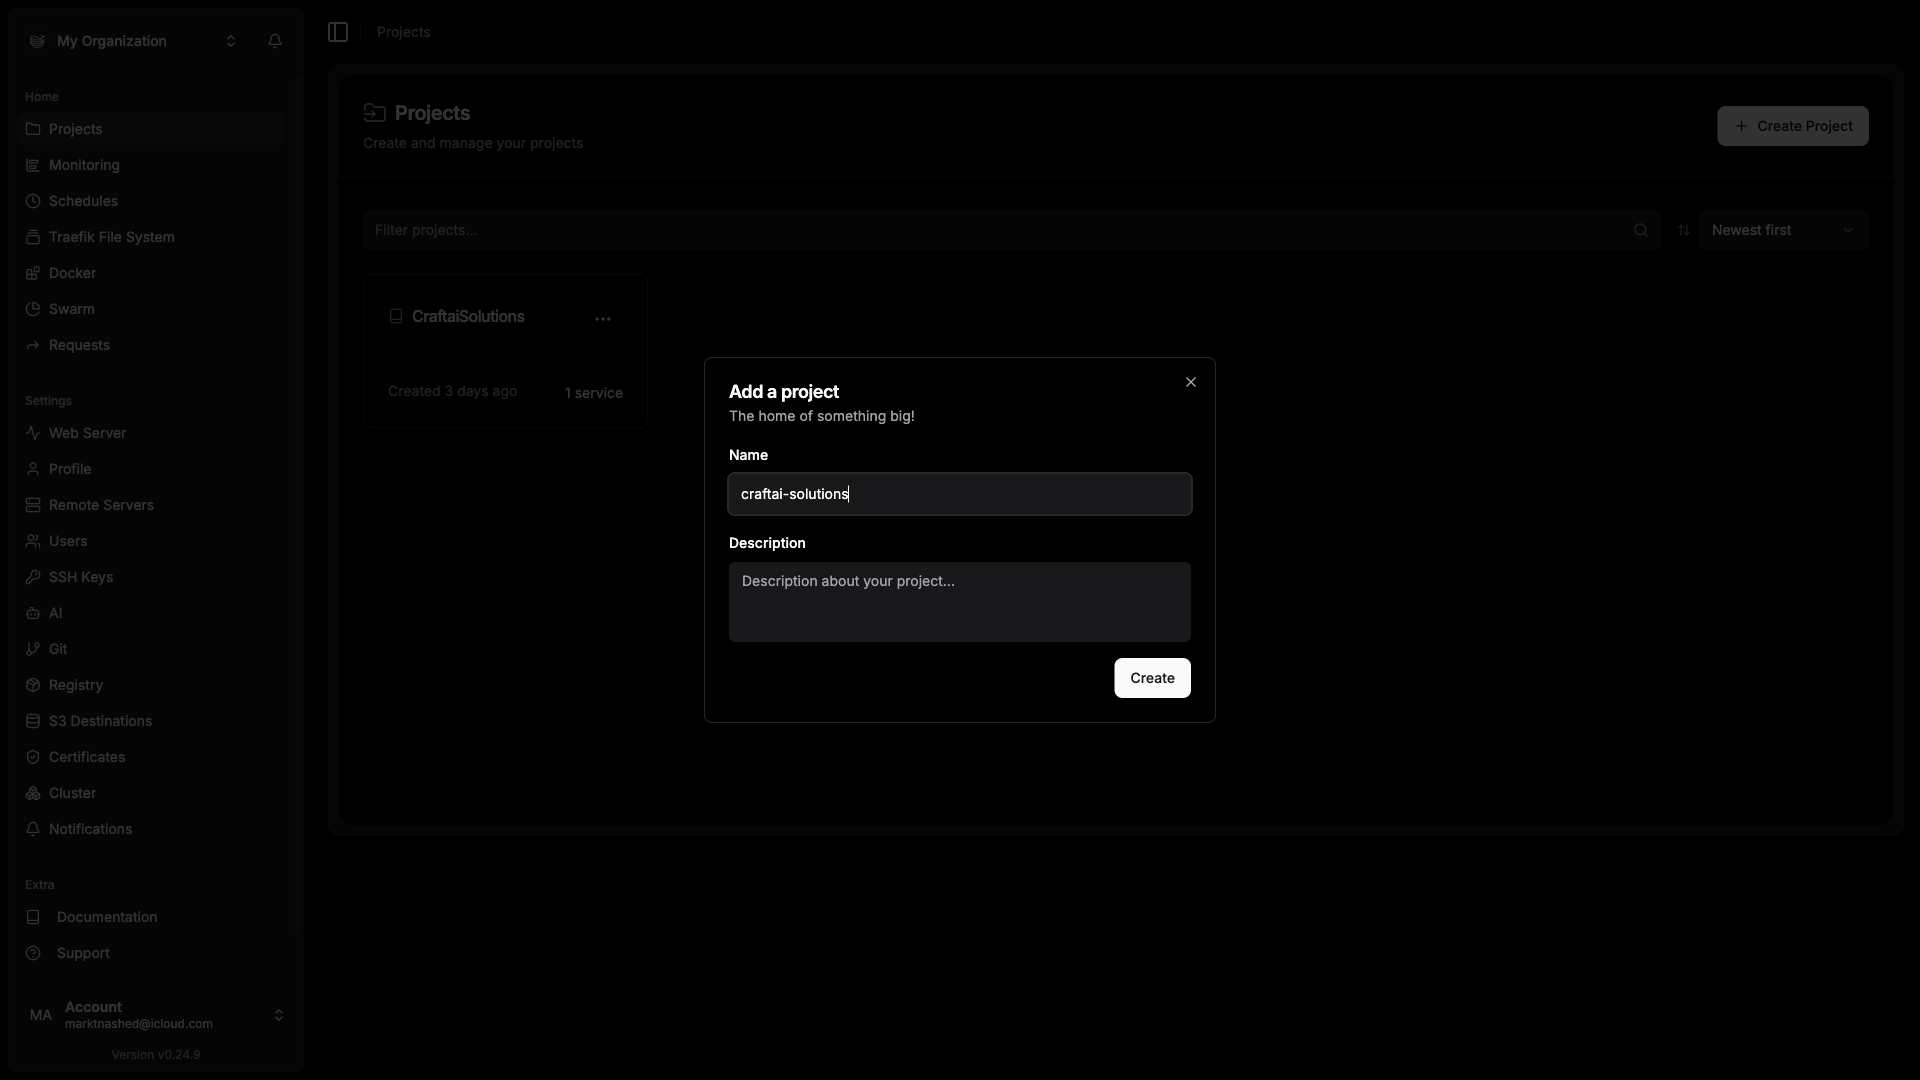 My Organization
Projects
Home
Projects
Monitoring
Schedules
Traefik File System
Docker
Swarm
Requests
Settings
Web Server
Profile
Remote Servers
Users
SSH Keys
AI
Git
Registry
S3 Destinations
Certificates
Cluster
Notifications
Extra
Documentation
Support
MA
Account
marktnashed@icloud.com
Version v0.24.9
Projects
Create and manage your projects
Create Project
Filter projects...
Newest first
CraftaiSolutions
Created 3 days ago
1 service
Add a project
The home of something big!
Name
craftai-solutions
Description
Description about your project...
Create